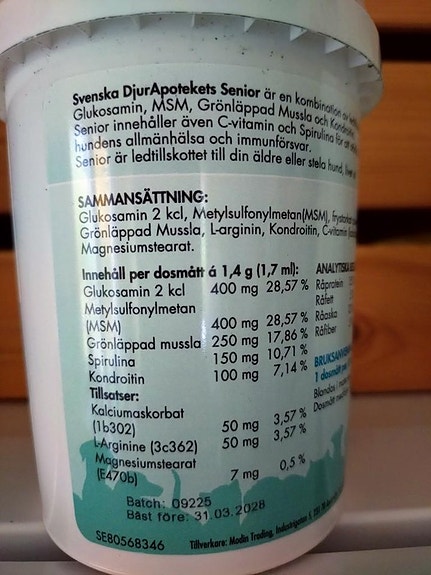 Svenska DjurApotekets Senior är en kombination av
Glukosamin, MSM, Grönläppad Mussla och Kondroitin.
Senior innehåller även C-vitamin och Spirulina för att
hundens allmänhälsa och immunförsvar.
Senior är ledtillskottet till din äldre eller stela hund,
SAMMANSÄTTNING:
Glukosamin 2 kcl, Metylsulfonylmetan(MSM),
Grönläppad Mussla, L-arginin, Kondroitin, C-vitamin
Magnesiumstearat.
Innehåll per dosmått á 1,4 g (1,7 ml):
Glukosamin 2 kcl 400 mg 28,57 %
Metylsulfonylmetan
(MSM) 400 mg 28,57 %
Grönläppad mussla 250 mg 17,86 %
Spirulina 150 mg 10,71 %
Kondroitin 100 mg 7,14 %
Tillsatser:
Kalciumaskorbat
(1b302) 50 mg 3,57 %
L-Arginine (3c362) 50 mg 3,57 %
Magnesiumstearat
(E470b) 7 mg 0,5 %
ANALYTISKA
Råprotein
Råfett
Råaska
Råfiber
1 dosmått
Blandas i
Dosmått
Batch: 09225
Bäst före: 31.03.2028
SE80568346
Tillverkare: Modin Trading, Industrigatan